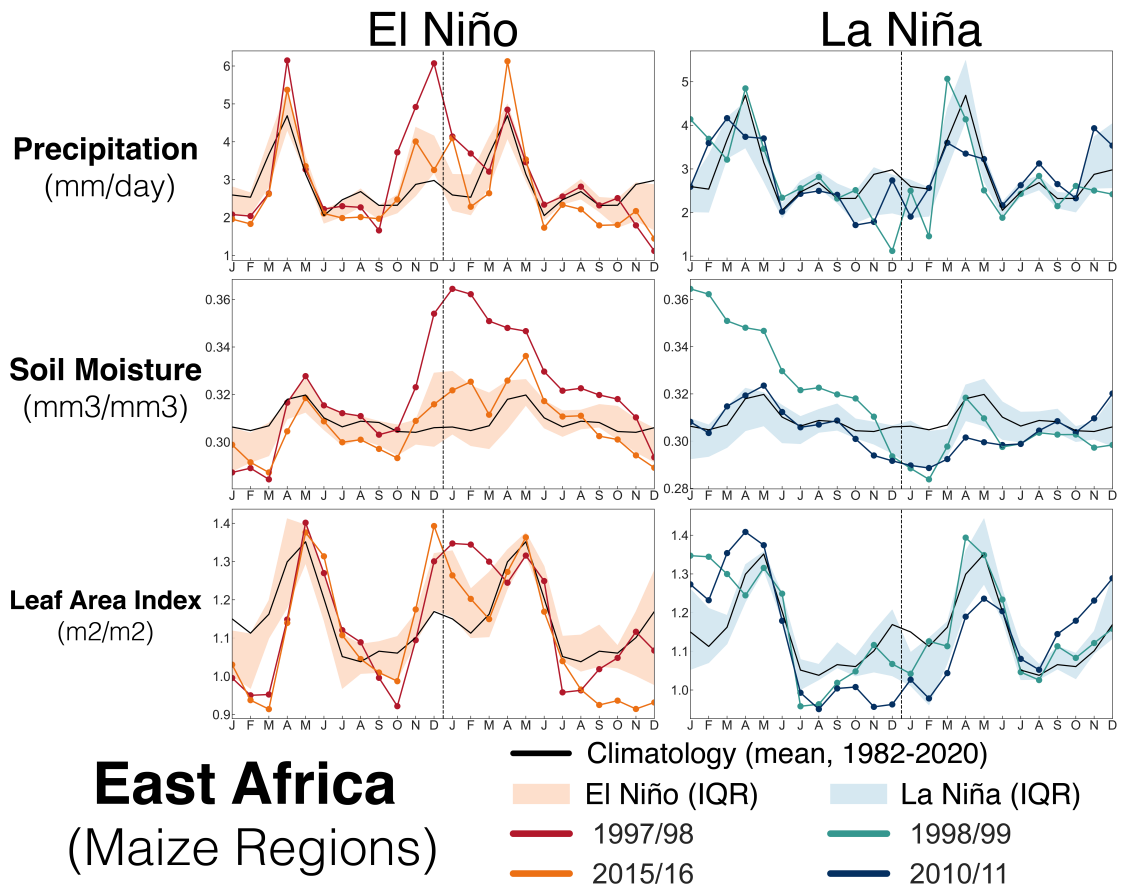 El Niño
La Niña
Precipitation
(mm/day)
6
5
4
3
2
1
J F M A M J J A S O N D J F M A M J J A S O N D
5
4
3
2
1
J F M A M J J A S O N D J F M A M J J A S O N D
Soil Moisture
(mm3/mm3)
0.36
0.34
0.32
0.30
J F M A M J J A S O N D J F M A M J J A S O N D
0.36
0.34
0.32
0.30
0.28
J F M A M J J A S O N D J F M A M J J A S O N D
Leaf Area Index
(m2/m2)
1.4
1.3
1.2
1.1
1.0
0.9
J F M A M J J A S O N D J F M A M J J A S O N D
1.4
1.3
1.2
1.1
1.0
J F M A M J J A S O N D J F M A M J J A S O N D
East Africa
(Maize Regions)
Climatology (mean, 1982-2020)
El Niño (IQR)
La Niña (IQR)
1997/98
1998/99
2015/16
2010/11